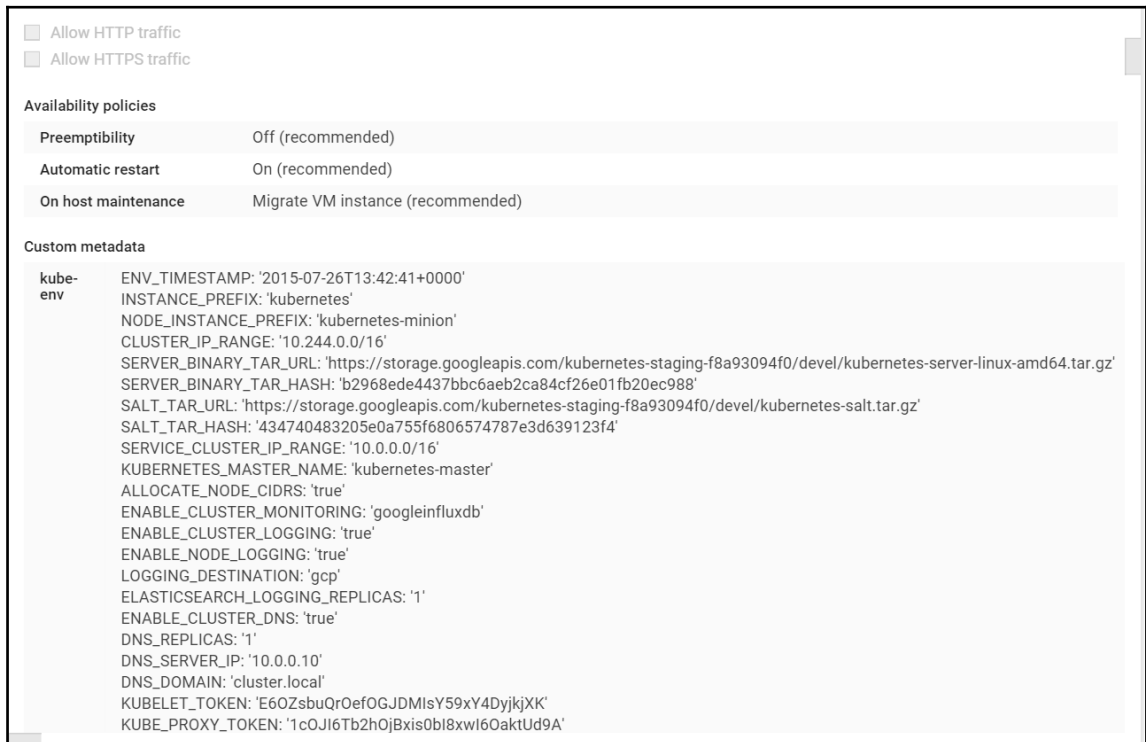 Allow HTTP traffic
Allow HTTPS traffic
Availability policies
Preemptibility Off (recommended)
Automatic restart On (recommended)
On host maintenance Migrate VM instance (recommended)
Custom metadata
kube-env ENV_TIMESTAMP: '2015-07-26T13:42:41+0000'
INSTANCE_PREFIX: 'kubernetes'
NODE_INSTANCE_PREFIX: 'kubernetes-minion'
CLUSTER_IP_RANGE: '10.244.0.0/16'
SERVER_BINARY_TAR_URL: 'https://storage.googleapis.com/kubernetes-staging-f8a93094f0/devel/kubernetes-server-linux-amd64.tar.gz'
SERVER_BINARY_TAR_HASH: 'b2968ede4437bbc6aeb2ca84cf26e01fb20ec988'
SALT_TAR_URL: 'https://storage.googleapis.com/kubernetes-staging-f8a93094f0/devel/kubernetes-salt.tar.gz'
SALT_TAR_HASH: '434740483205e0a755f6806574787e3d639123f4'
SERVICE_CLUSTER_IP_RANGE: '10.0.0.0/16'
KUBERNETES_MASTER_NAME: 'kubernetes-master'
ALLOCATE_NODE_CIDRS: 'true'
ENABLE_CLUSTER_MONITORING: 'googleinfluxdb'
ENABLE_CLUSTER_LOGGING: 'true'
ENABLE_NODE_LOGGING: 'true'
LOGGING_DESTINATION: 'gcp'
ELASTICSEARCH_LOGGING_REPLICAS: '1'
ENABLE_CLUSTER_DNS: 'true'
DNS_REPLICAS: '1'
DNS_SERVER_IP: '10.0.0.10'
DNS_DOMAIN: 'cluster.local'
KUBELET_TOKEN: 'E6OZsbuQrOefOGJDMIsY59xY4DyjkjXK'
KUBE_PROXY_TOKEN: '1cOJI6Tb2hOjBxis0bI8xwI6OaktUd9A'